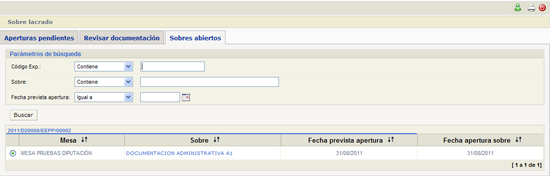 Sobre lacrado
Aperturas pendientes Revisar documentación Sobres abiertos
Parámetros de búsqueda
Código Exp.: Contiene
Sobre: Contiene
Fecha prevista apertura: Igual a
Buscar
2011/D20000/EEPP/00002
Mesa Sobre Fecha prevista apertura Fecha apertura sobre
MESA PRUEBAS DIPUTACIÓN DOCUMENTACION ADMINISTRATIVA A1 31/08/2011 31/08/2011
[ 1 a 1 de 1]